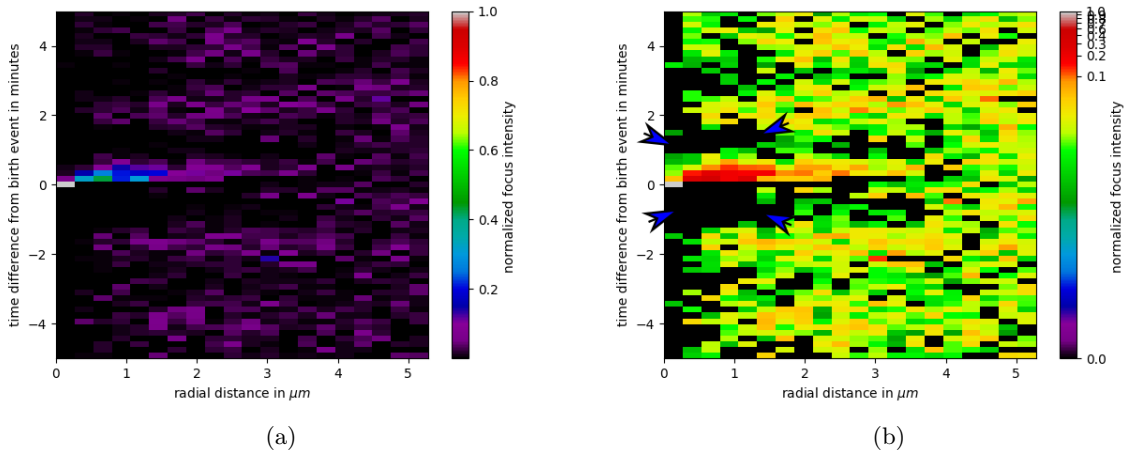 1.0
4
0.8
2
0.6
0
0.4
−2
0.2
−4
0 1 2 3 4 5
time difference from birth event in minutes
radial distance in μm
normalized focus intensity
(a)
1.0
0.4
0.3
0.2
4
0.1
2
0
−2
−4
0.0
0 1 2 3 4 5
time difference from birth event in minutes
radial distance in μm
normalized focus intensity
(b)